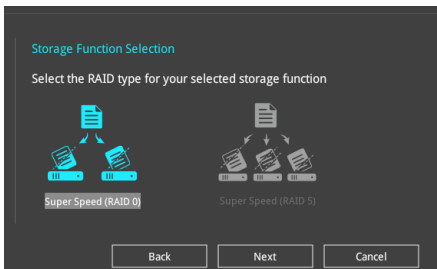 Storage Function Selection
Select the RAID type for your selected storage function
Super Speed (RAID 0)
Super Speed (RAID 5)
Back
Next
Cancel